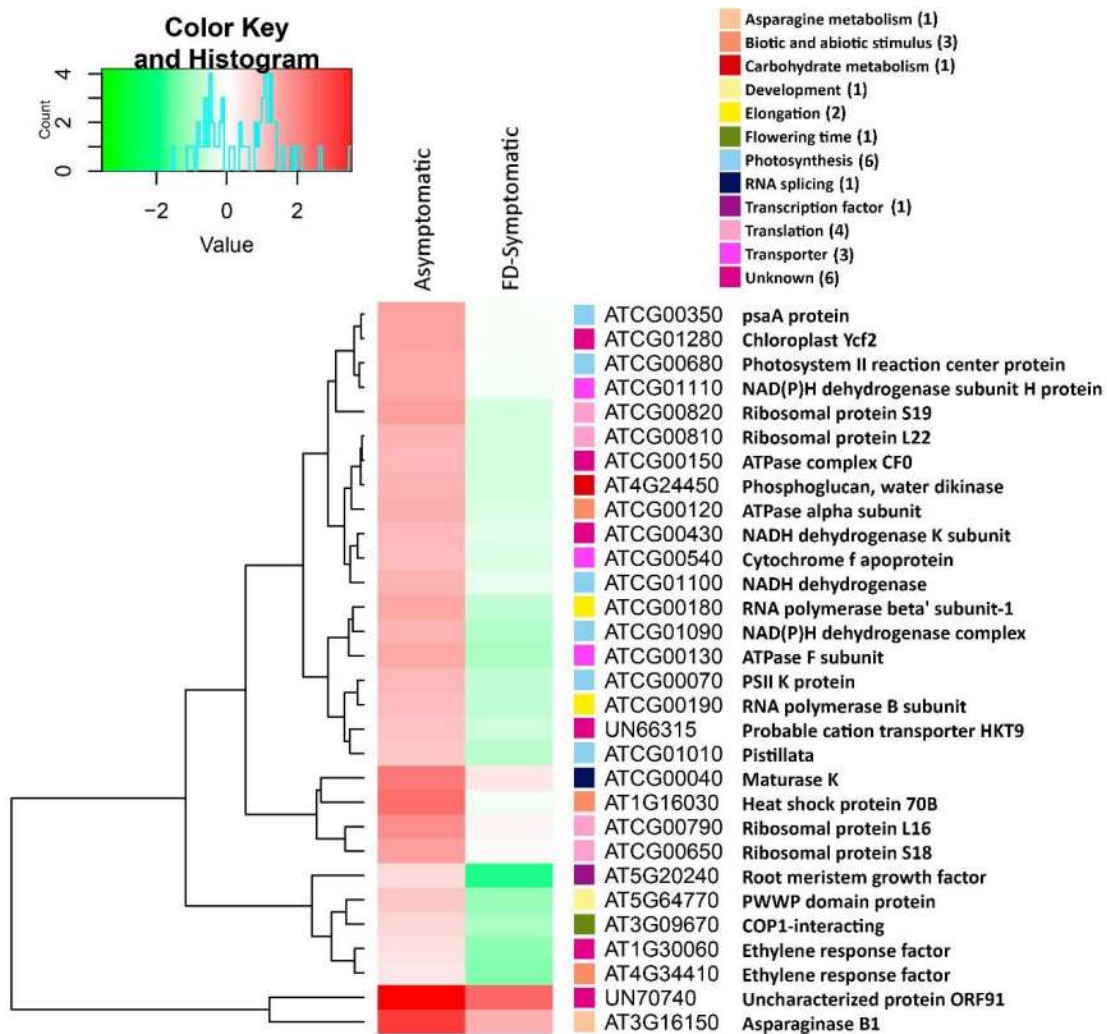 Color Key
and Histogram
Count
0 2 4
−2 0 2
Value
Asymptomatic
FD-Symptomatic
Asparagine metabolism (1)
Biotic and abiotic stimulus (3)
Carbohydrate metabolism (1)
Development (1)
Elongation (2)
Flowering time (1)
Photosynthesis (6)
RNA splicing (1)
Transcription factor (1)
Translation (4)
Transporter (3)
Unknown (6)
ATCG00350 psaA protein
ATCG01280 Chloroplast Ycf2
ATCG00680 Photosystem II reaction center protein
ATCG01110 NAD(P)H dehydrogenase subunit H protein
ATCG00820 Ribosomal protein S19
ATCG00810 Ribosomal protein L22
ATCG00150 ATPase complex CF0
AT4G24450 Phosphoglucan, water dikinase
ATCG00120 ATPase alpha subunit
ATCG00430 NADH dehydrogenase K subunit
ATCG00540 Cytochrome f apoprotein
ATCG01100 NADH dehydrogenase
ATCG00180 RNA polymerase beta' subunit-1
ATCG01090 NAD(P)H dehydrogenase complex
ATCG00130 ATPase F subunit
ATCG00070 PSII K protein
ATCG00190 RNA polymerase B subunit
UN66315 Probable cation transporter HKT9
ATCG01010 Pistillata
ATCG00040 Maturase K
AT1G16030 Heat shock protein 70B
ATCG00790 Ribosomal protein L16
ATCG00650 Ribosomal protein S18
AT5G20240 Root meristem growth factor
AT5G64770 PWWP domain protein
AT3G09670 COP1-interacting
AT1G30060 Ethylene response factor
AT4G34410 Ethylene response factor
UN70740 Uncharacterized protein ORF91
AT3G16150 Asparaginase B1